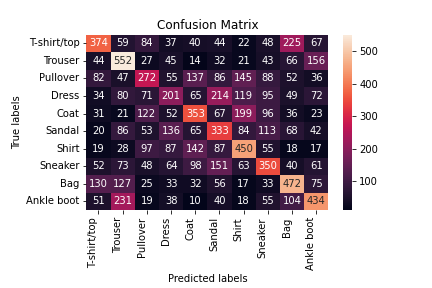 Confusion Matrix
T-shirt/top 374 59 84 37 40 44 22 48 225 67
Trouser 44 552 27 45 14 32 21 43 66 156
Pullover 82 47 272 55 137 86 145 88 52 36
Dress 34 80 71 201 65 214 119 95 49 72
Coat 31 21 122 52 353 67 199 96 36 23
Sandal 20 86 53 136 65 333 84 113 68 42
Shirt 19 28 97 87 142 87 450 55 18 17
Sneaker 52 73 48 64 98 151 63 350 40 61
Bag 130 127 25 33 32 56 17 33 472 75
Ankle boot 51 231 19 38 10 40 18 55 104 434
T-shirt/top Trouser Pullover Dress Coat Sandal Shirt Sneaker Bag Ankle boot
Predicted labels
True labels
500
400
300
200
100